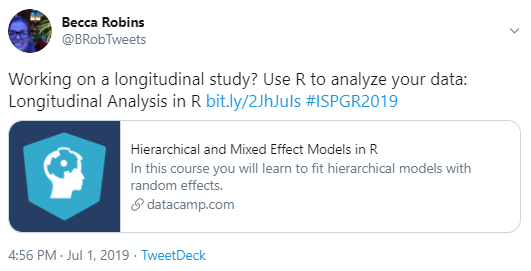 Becca Robins
@BRobTweets
Working on a longitudinal study? Use R to analyze your data:
Longitudinal Analysis in R bit.ly/2JhJuIs #ISPGR2019
Hierarchical and Mixed Effect Models in R
In this course you will learn to fit hierarchical models with
random effects.
datacamp.com
4:56 PM · Jul 1, 2019 · TweetDeck